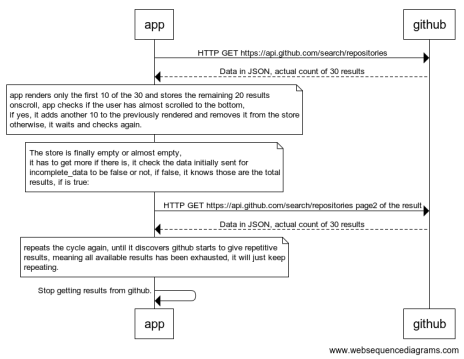 app
github
HTTP GET https://api.github.com/search/repositories
Data in JSON, actual count of 30 results
app renders only the first 10 of the 30 and stores the remaining 20 results
onscroll, app checks if the user has almost scrolled to the bottom,
if yes, it adds another 10 to the previously rendered and removes it from the store
otherwise, it waits and checks again.
The store is finally empty or almost empty,
it has to get more if there is, it check the data initially sent for
incomplete_data to be false or not, if false, it knows those are the total
results, if is true:
HTTP GET https://api.github.com/search/repositories page2 of the result
Data in JSON, actual count of 30 results
repeats the cycle again, until it discovers github starts to give repetitive
results, meaning all available results has been exhausted, it will just keep
repeating.
Stop getting results from github.
app
github
www.websequencediagrams.com